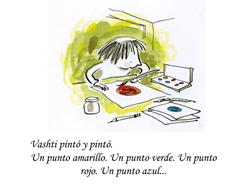 Vashti pintó y pintó.
Un punto amarillo. Un punto verde. Un punto
rojo. Un punto azul...